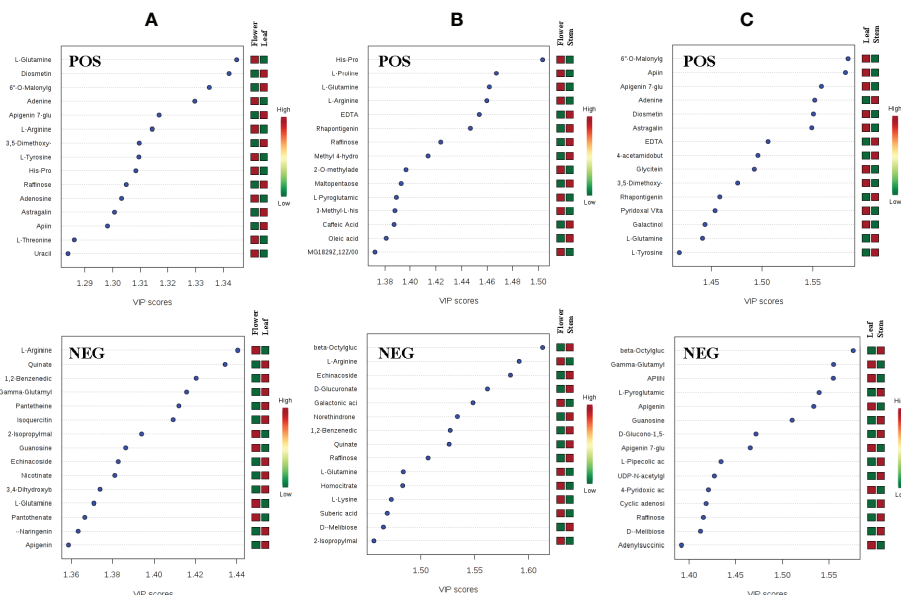 A
B
C
Flower
Leaf
POS
L-Glutamine
Diosmetin
6"-O-Malonylg
Adenine
Apigenin 7-glu
L-Arginine
3,5-Dimethoxy-
L-Tyrosine
His-Pro
Raffinose
Adenosine
Astragalin
Apiin
L-Threonine
Uracil
High
Low
1.29 1.30 1.31 1.32 1.33 1.34
VIP scores
Flower
Stem
POS
His-Pro
L-Proline
L-Glutamine
L-Arginine
EDTA
Rhapontigenin
Raffinose
Methyl 4-hydro
2-O-methylade
Maltopentaose
L-Pyroglutamic
3-Methyl-L-his
Caffeic Acid
Oleic acid
MG1829Z,12Z/00
High
Low
1.38 1.40 1.42 1.44 1.46 1.48 1.50
VIP scores
Leaf
Stem
POS
6"-O-Malonylg
Apiin
Apigenin 7-glu
Adenine
Diosmetin
Astragalin
EDTA
4-acetamidobut
Glycitein
3,5-Dimethoxy-
Rhapontigenin
Pyridoxal Vita
Galactinol
L-Glutamine
L-Tyrosine
High
Low
1.45 1.50 1.55
VIP scores
Flower
Leaf
NEG
L-Arginine
Quinate
1,2-Benzenedic
Gamma-Glutamyl
Pantetheine
Isoquercitin
2-Isopropylmal
Guanosine
Echinacoside
Nicotinate
3,4-Dihydroxyb
L-Glutamine
Pantothenate
--Naringenin
Apigenin
High
Low
1.36 1.38 1.40 1.42 1.44
VIP scores
Flower
Stem
NEG
beta-Octylgluc
L-Arginine
Echinacoside
D-Glucuronate
Galactonic aci
Norethindrone
1,2-Benzenedic
Quinate
Raffinose
L-Glutamine
Homocitrate
L-Lysine
Suberic acid
D--Melibiose
2-Isopropylmal
High
Low
1.50 1.55 1.60
VIP scores
Leaf
Stem
NEG
beta-Octylgluc
Gamma-Glutamyl
APIIN
L-Pyroglutamic
Apigenin
Guanosine
D-Glucono-1,5-
Apigenin 7-glu
L-Pipecolic ac
UDP-N-acetylgl
4-Pyridoxic ac
Cyclic adenosi
Raffinose
D--Melibiose
Adenylsuccinic
Hi
Lo
1.40 1.45 1.50 1.55
VIP scores